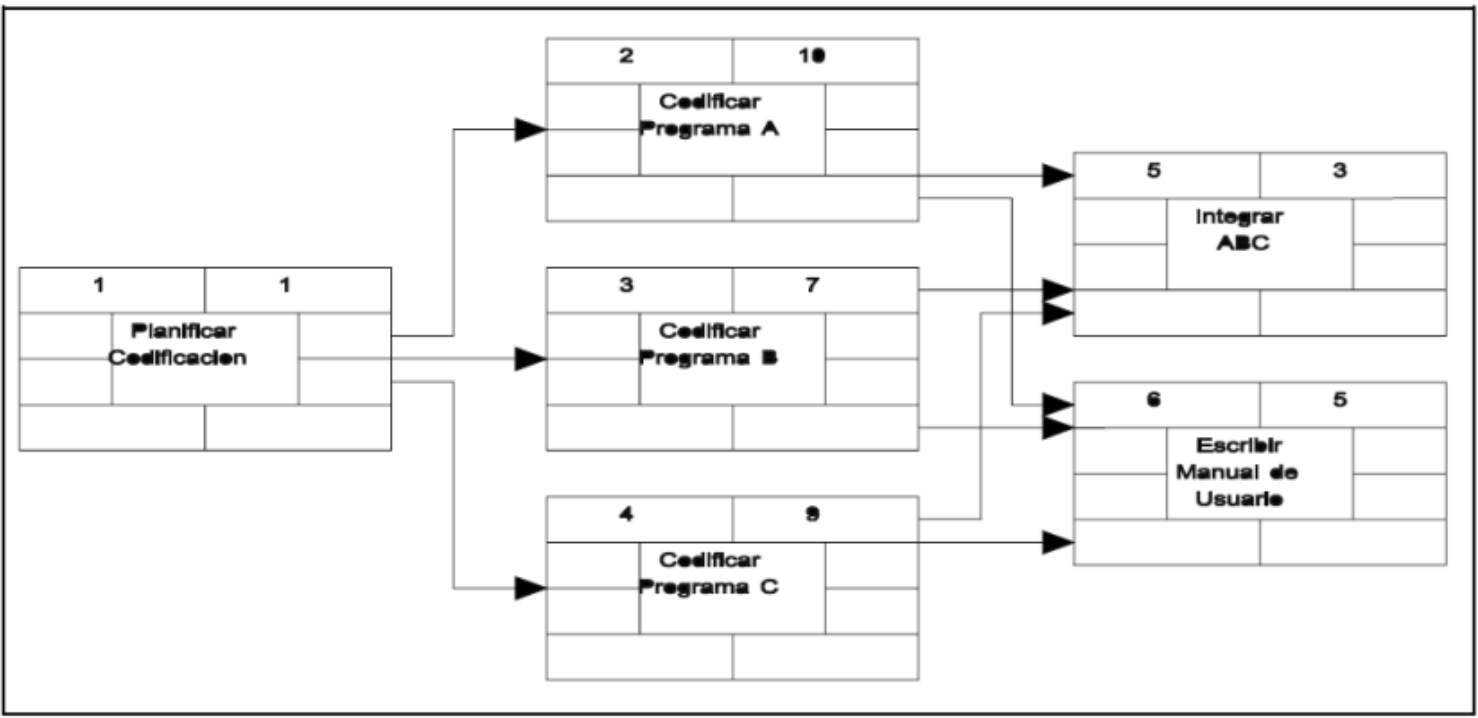 2 10
Codificar
Programa A
5 3
Integrar
ABC
1 1
Planificar
Codificacion
3 7
Codificar
Programa B
6 5
Escribir
Manual de
Usuario
4 9
Codificar
Programa C